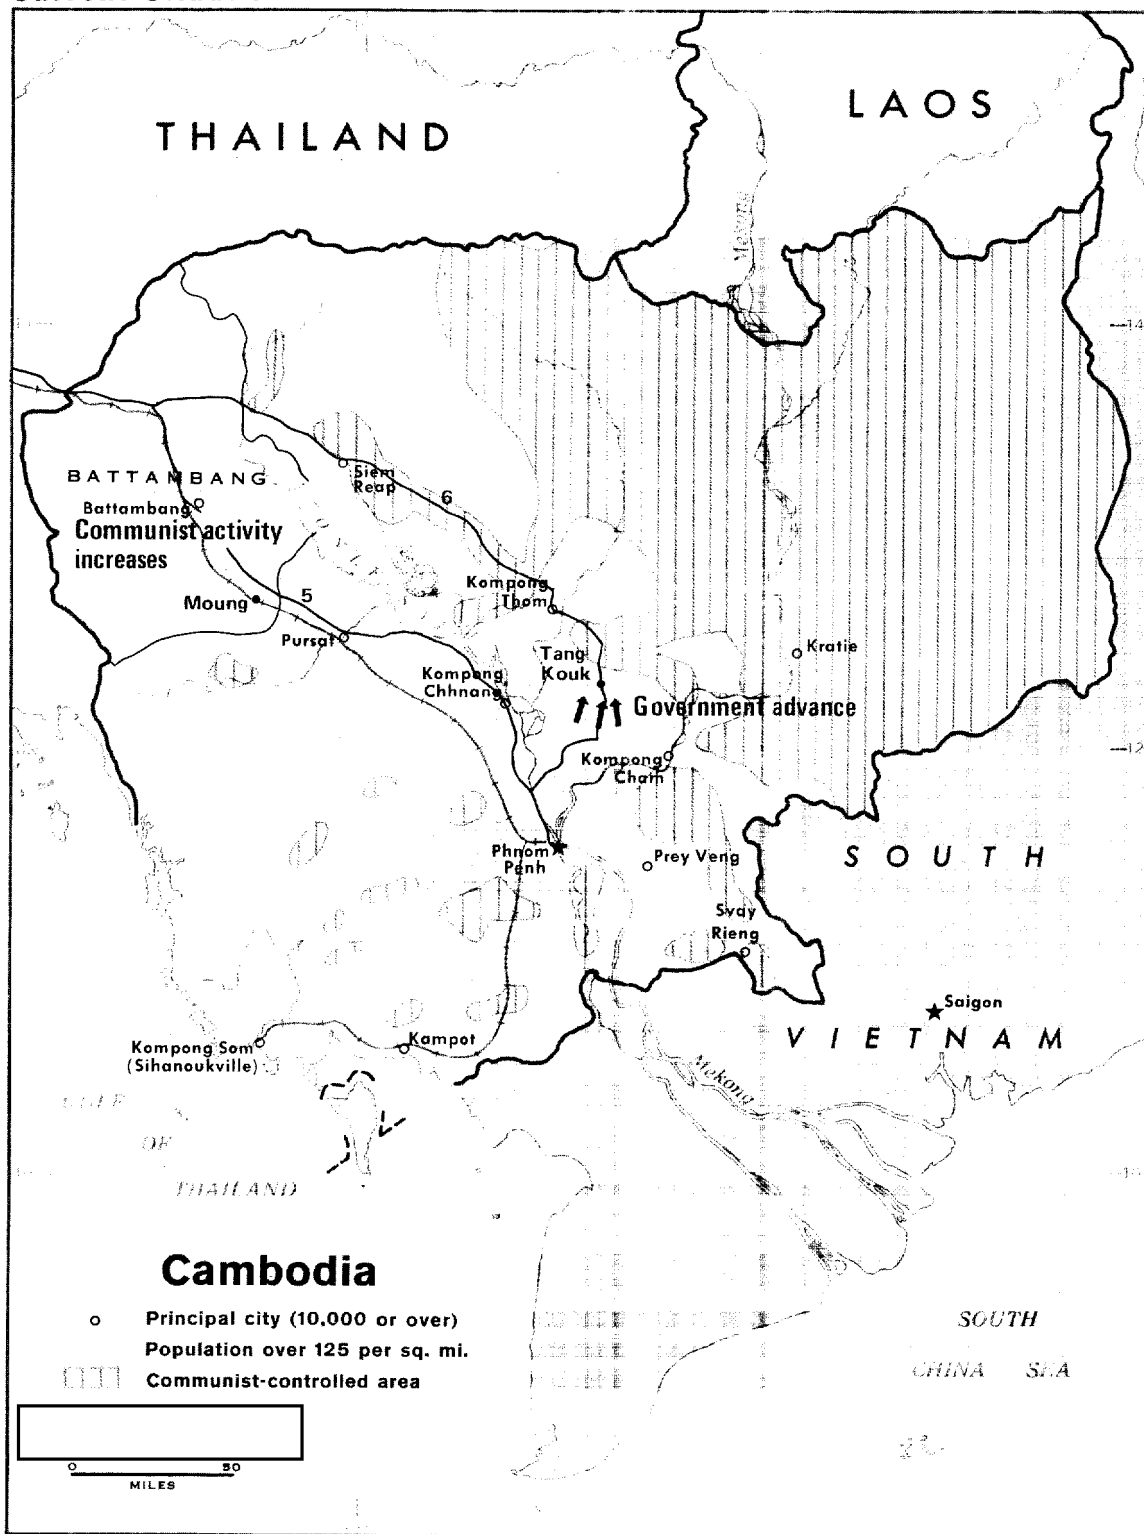 THAILAND
LAOS
Mekong
14
BATTAMBANG
Battambang
Communist activity
increases
Siem
Reap
6
Moung
5
Pursat
Kompong
Thom
Kompong
Chhnang
Tang
Kouk
Kratie
Government advance
12
Kompong
Cham
Phnom
Penh
Prey Veng
Svay
Rieng
SOUTH
VIETNAM
Saigon
Kompong Som
(Sihanoukville)
Kampot
Mekong
OF
THAILAND
Cambodia
Principal city (10,000 or over)
Population over 125 per sq. mi.
Communist-controlled area
SOUTH
CHINA SEA
0 50
MILES